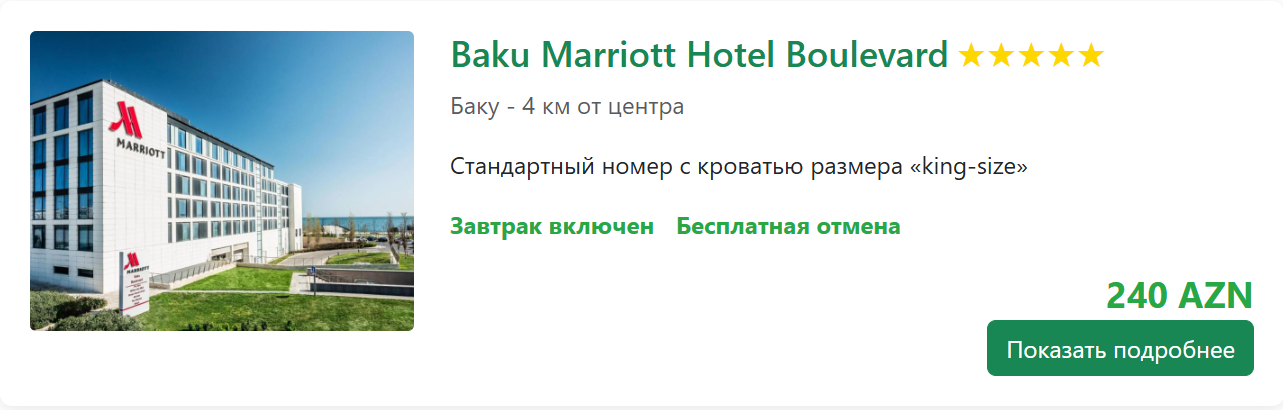 MARRIOTT
MARRIOTT
Baku Marriott Hotel Boulevard
Баку - 4 км от центра
Стандартный номер с кроватью размера «king-size»
Завтрак включен Бесплатная отмена
240 AZN
Показать подробнее